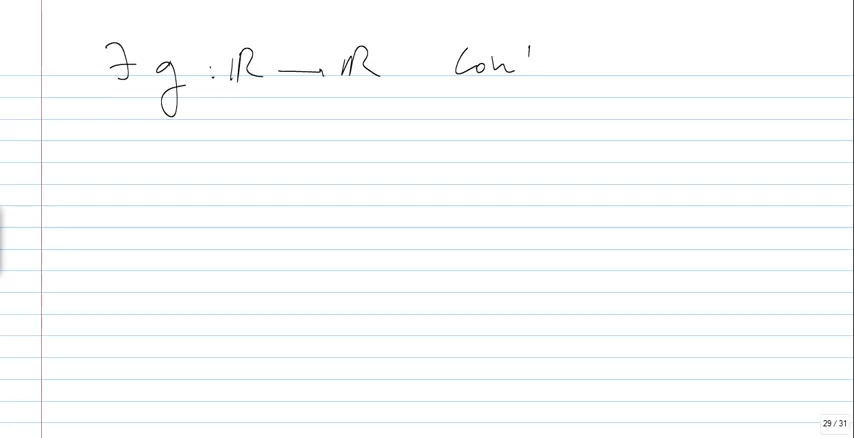 ∃ g : ℝ → ℝ con'
29 / 31